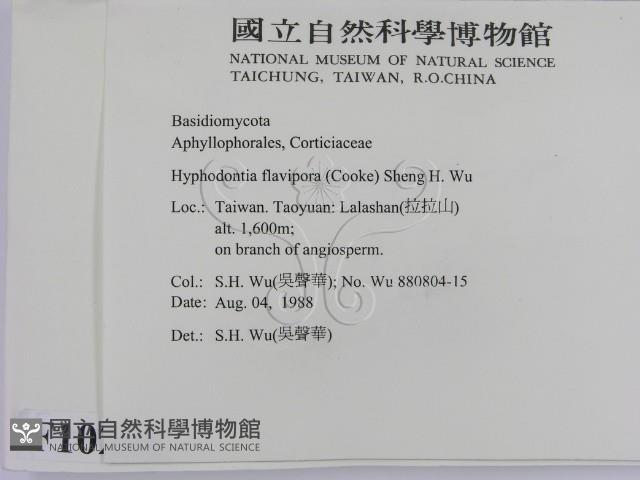 國立自然科學博物館
NATIONAL MUSEUM OF NATURAL SCIENCE
TAICHUNG, TAIWAN, R.O.CHINA
Basidiomycota
Aphyllophorales, Corticiaceae
Hyphodontia flavipora (Cooke) Sheng H. Wu
Loc.: Taiwan. Taoyuan: Lalashan(拉拉山)
alt. 1,600m;
on branch of angiosperm.
Col.: S.H. Wu(吳聲華); No. Wu 880804-15
Date: Aug. 04, 1988
Det.: S.H. Wu(吳聲華)
國立自然科學博物館
NATIONAL MUSEUM OF NATURAL SCIENCE